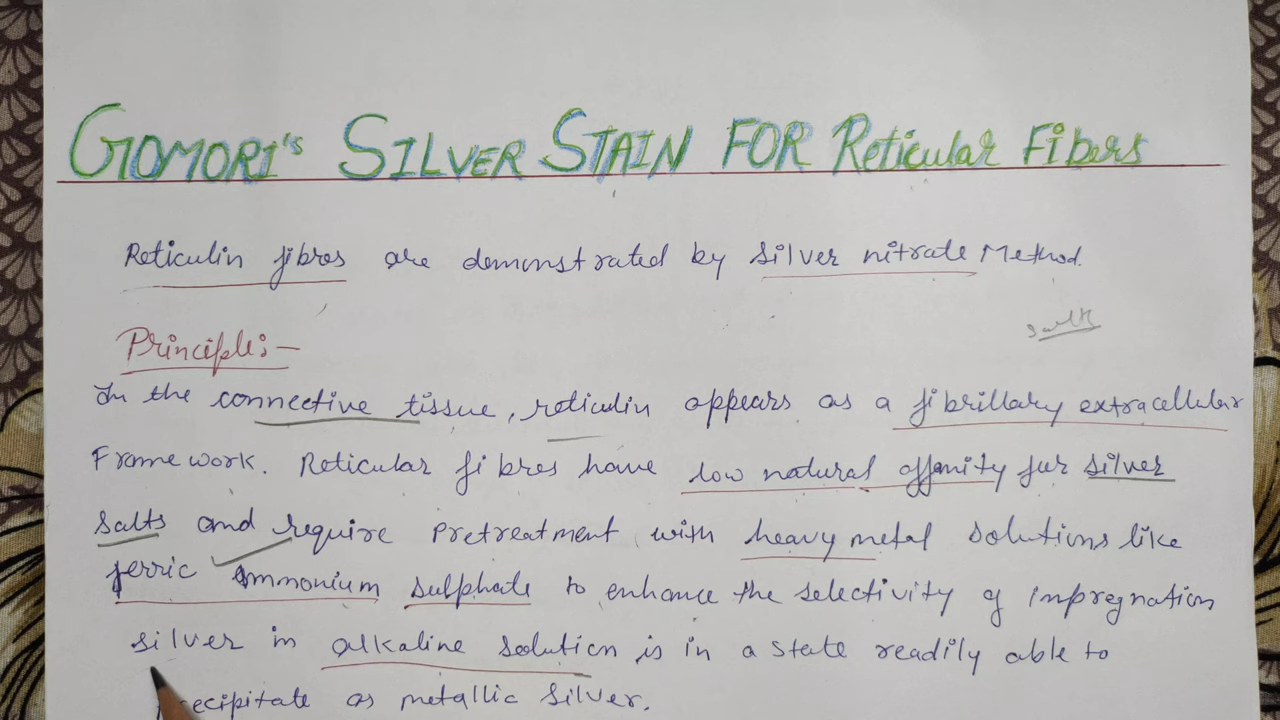 GOMORI's SILVER STAIN FOR Reticular Fibers
Reticulin fibres are demonstrated by silver nitrate Method.
salts
Principle:-
In the connective tissue, reticulin appears as a fibrillary extracellular
Framework. Reticular fibres have low natural affinity for silver
salts and require pretreatment with heavy metal solutions like
ferric ammonium sulphate to enhance the selectivity of impregnation
silver in alkaline solution is in a state readily able to
precipitate as metallic silver.